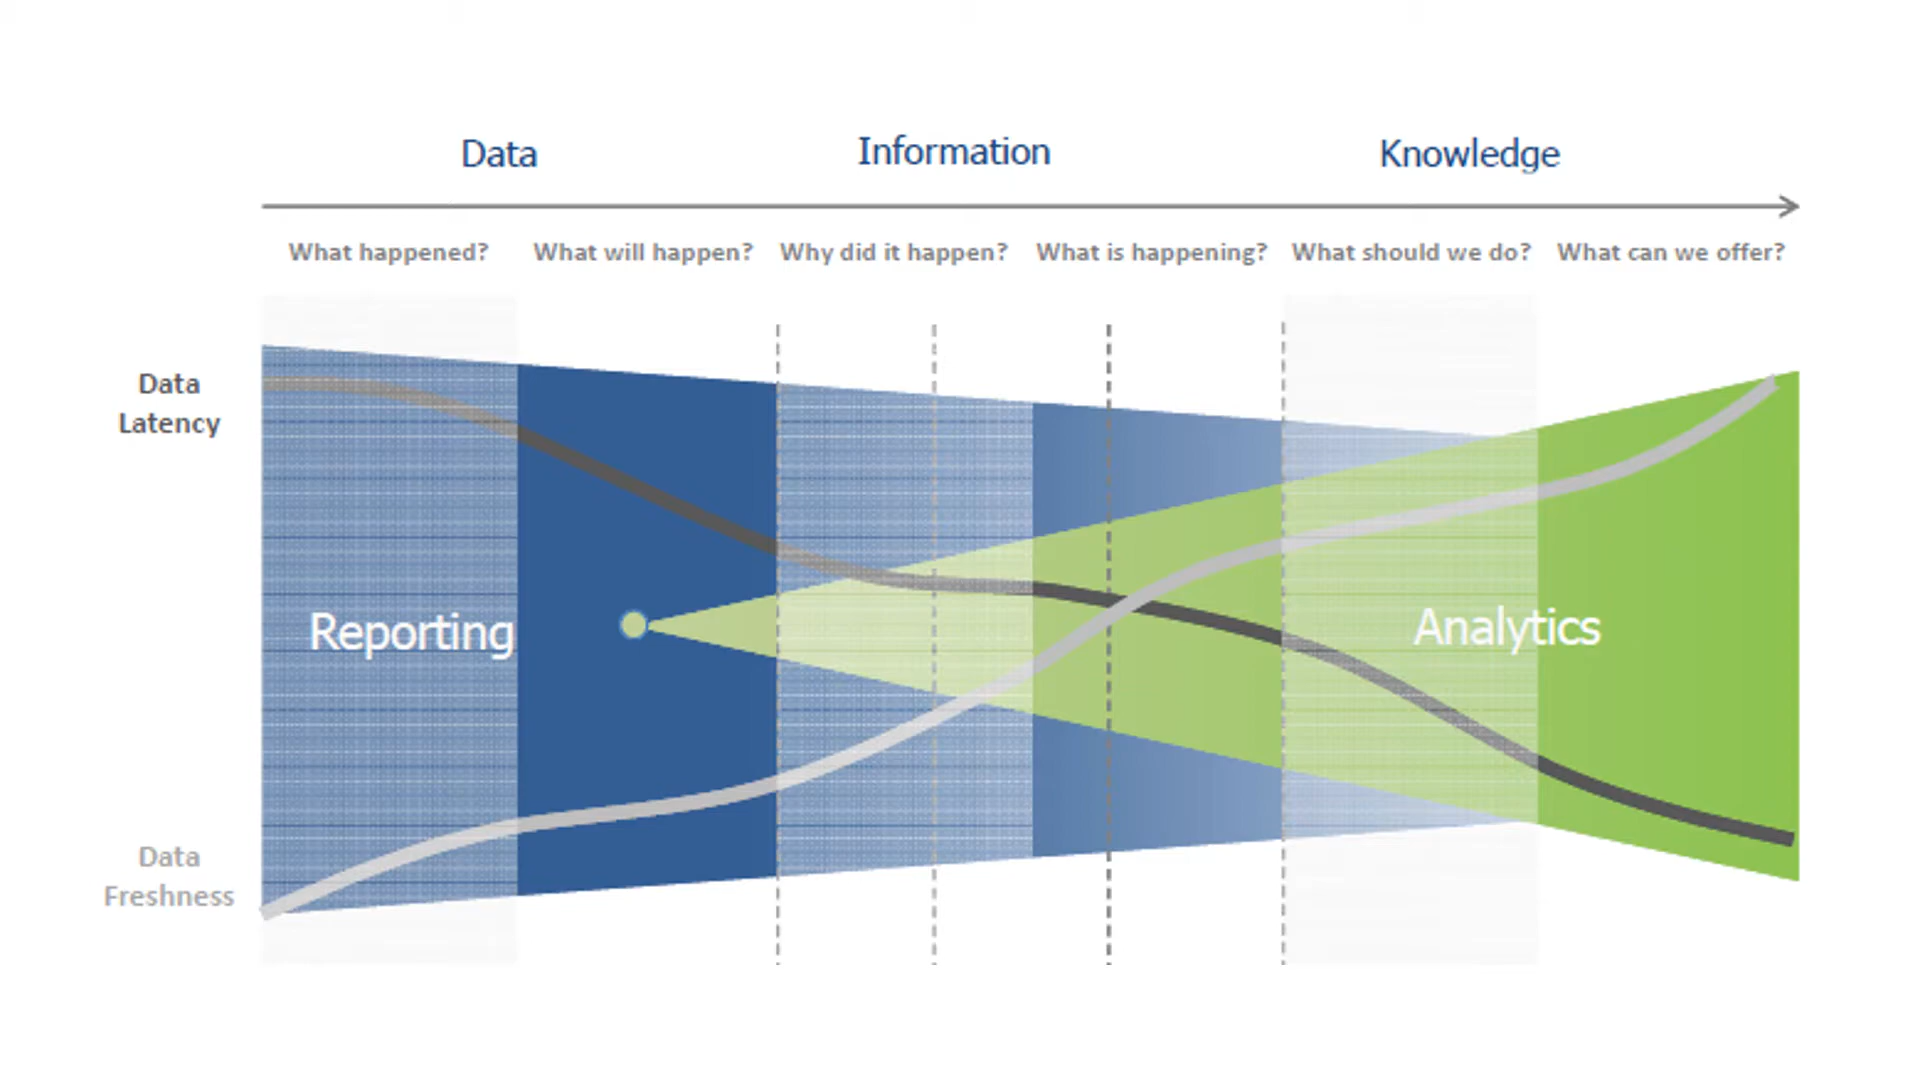 Data
Information
Knowledge
What happened?
What will happen?
Why did it happen?
What is happening?
What should we do?
What can we offer?
Data
Latency
Reporting
Analytics
Data
Freshness